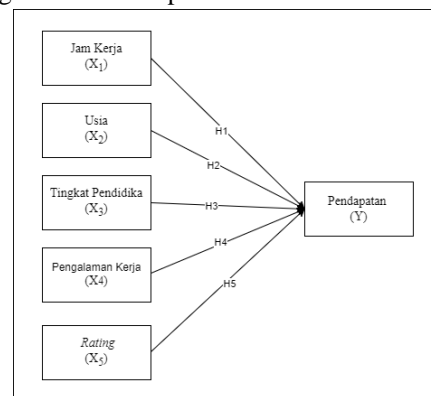 Jam Kerja
(X1)
H1
Usia
(X2)
H2
Tingkat Pendidika
(X3)
H3
Pendapatan
(Y)
H4
Pengalaman Kerja
(X4)
H5
Rating
(X5)